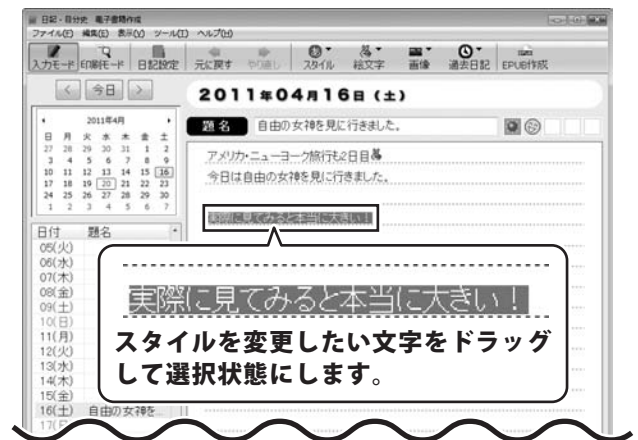 日記・自分史 電子書籍作成
ファイル(F) 編集(E) 表示(V) ツール(T) ヘルプ(H)
入力モード 印刷モード 日記設定 元に戻す やり直し スタイル 絵文字 画像 過去日記 EPUB作成
今日
2011年04月16日（土）
2011年4月
日 月 火 水 木 金 土
27 28 29 30 31 1 2
3 4 5 6 7 8 9
10 11 12 13 14 15 16
17 18 19 20 21 22 23
24 25 26 27 28 29 30
1 2 3 4 5 6 7
題名 自由の女神を見に行きました。
アメリカ・ニューヨーク旅行も2日目
今日は自由の女神を見に行きました。
実際に見てみると本当に大きい！
日付 題名
05(火)
06(水)
07(木)
08(金)
09(土)
10(日)
11(月)
12(火)
13(水)
14(木)
15(金)
16(土) 自由の女神を...
17(日)
実際に見てみると本当に大きい！
スタイルを変更したい文字をドラッグ
して選択状態にします。